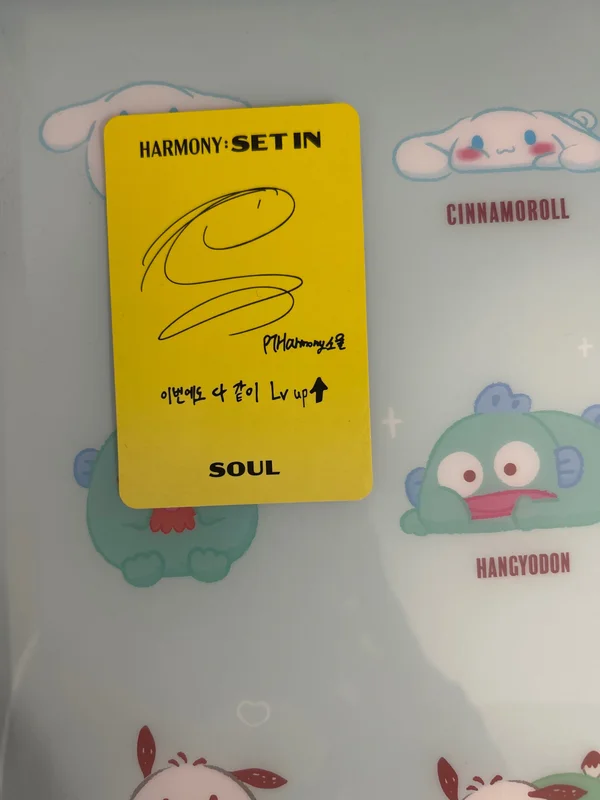 HARMONY: SET IN
P1Harmony소울
이번에도 다 같이 Lv up↑
SOUL
CINNAMOROLL
HANGYODON